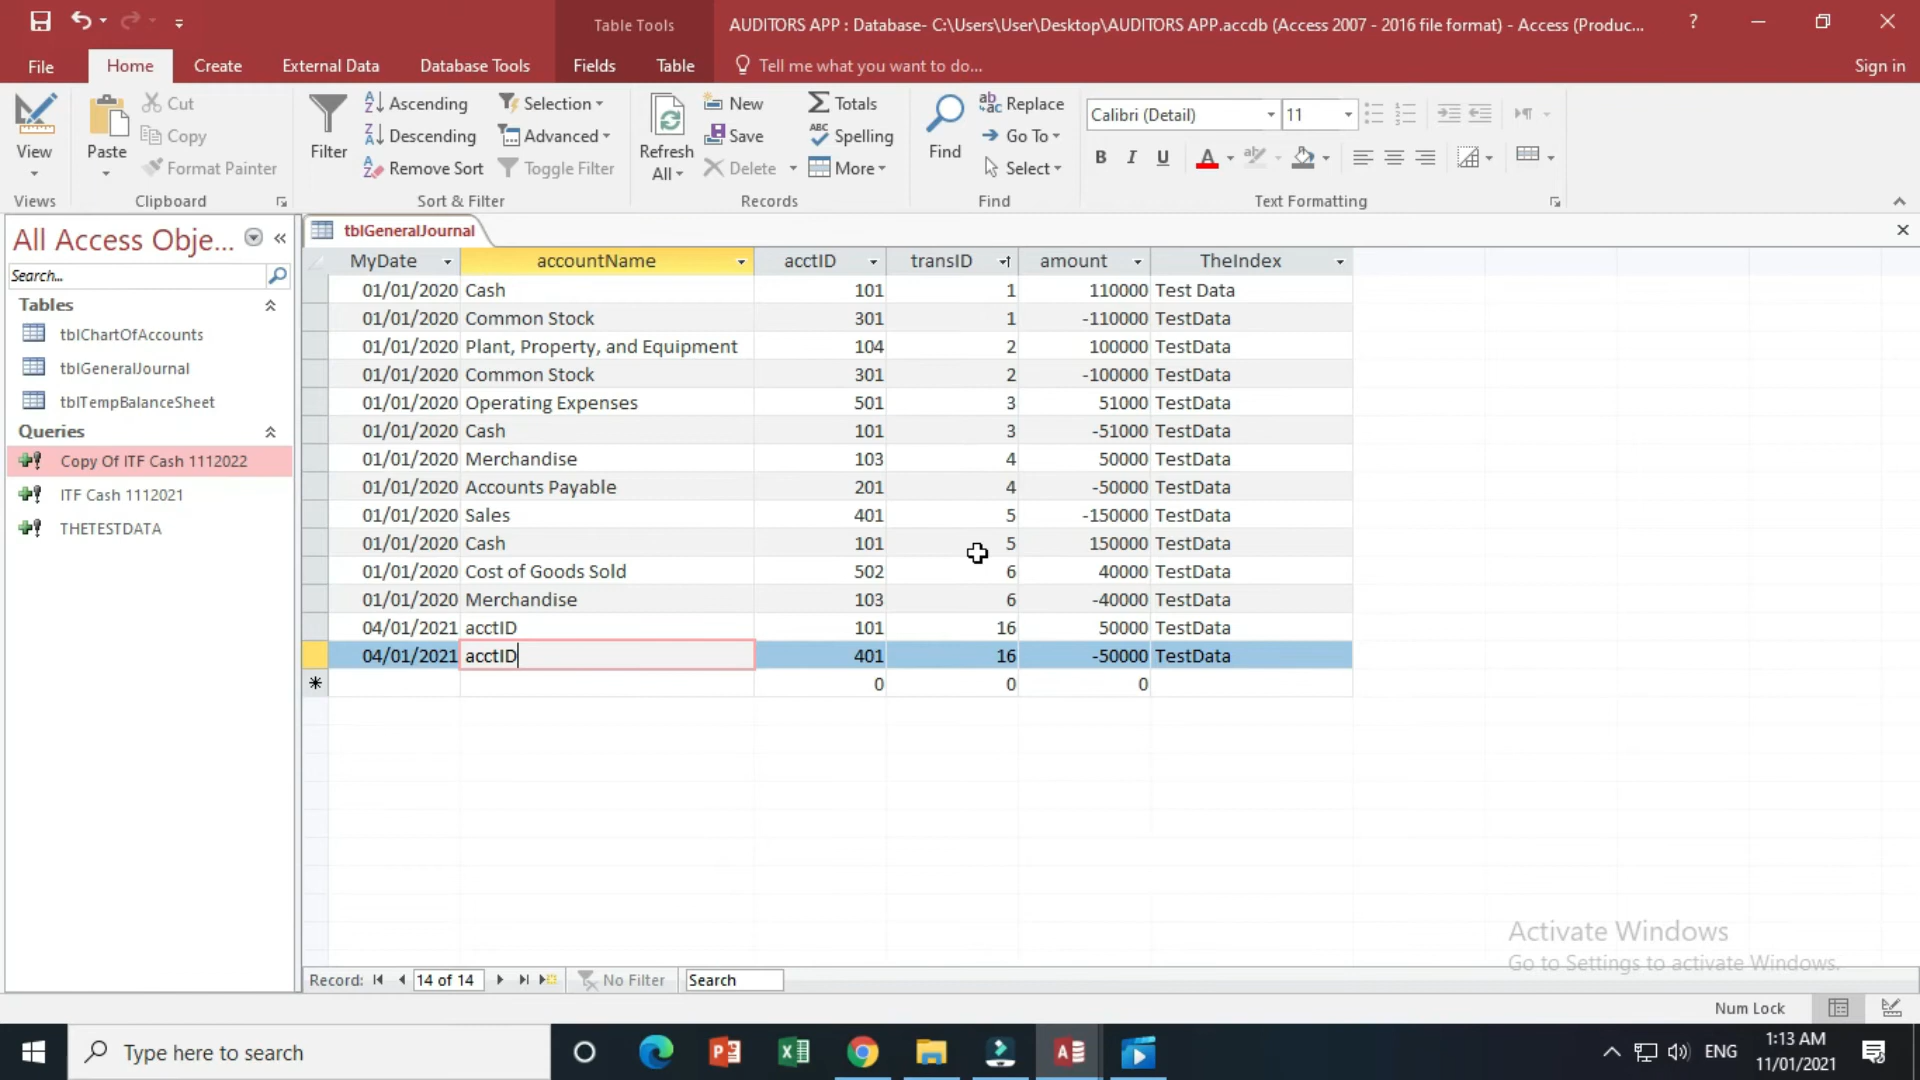 Table Tools
AUDITORS APP : Database- C:\Users\User\Desktop\AUDITORS APP.accdb (Access 2007 - 2016 file format) - Access (Produc...
?
File
Home
Create
External Data
Database Tools
Fields
Table
Tell me what you want to do...
Sign in
View
Views
Paste
Cut
Copy
Format Painter
Clipboard
Filter
Ascending
Descending
Remove Sort
Selection
Advanced
Toggle Filter
Sort & Filter
Refresh
All
New
Save
Delete
Totals
Spelling
More
Records
Find
Replace
Go To
Select
Find
Calibri (Detail)
11
B I U
Text Formatting
All Access Obje...
Search...
Tables
tblChartOfAccounts
tblGeneralJournal
tblTempBalanceSheet
Queries
Copy Of ITF Cash 1112022
ITF Cash 1112021
THETESTDATA
tblGeneralJournal
MyDate accountName acctID transID amount TheIndex
01/01/2020 Cash 101 1 110000 Test Data
01/01/2020 Common Stock 301 1 -110000 TestData
01/01/2020 Plant, Property, and Equipment 104 2 100000 TestData
01/01/2020 Common Stock 301 2 -100000 TestData
01/01/2020 Operating Expenses 501 3 51000 TestData
01/01/2020 Cash 101 3 -51000 TestData
01/01/2020 Merchandise 103 4 50000 TestData
01/01/2020 Accounts Payable 201 4 -50000 TestData
01/01/2020 Sales 401 5 -150000 TestData
01/01/2020 Cash 101 5 150000 TestData
01/01/2020 Cost of Goods Sold 502 6 40000 TestData
01/01/2020 Merchandise 103 6 -40000 TestData
04/01/2021 acctID 101 16 50000 TestData
04/01/2021 acctID 401 16 -50000 TestData
0 0 0
Activate Windows
Go to Settings to activate Windows.
Record: 14 of 14 No Filter Search
Num Lock
Type here to search
ENG
1:13 AM
11/01/2021